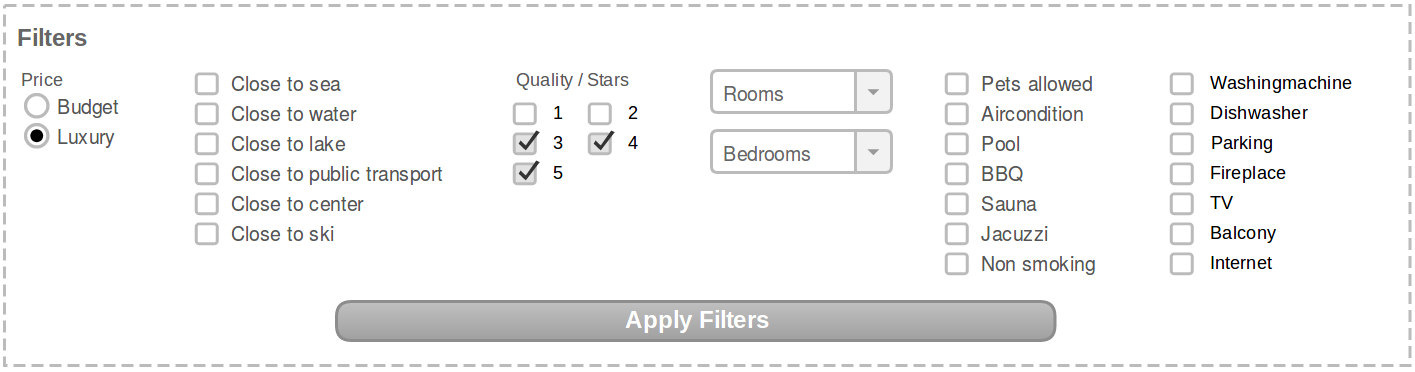 Filters
Price
Budget
Luxury
Close to sea
Close to water
Close to lake
Close to public transport
Close to center
Close to ski
Quality / Stars
1 2
3 4
5
Rooms
Bedrooms
Pets allowed
Aircondition
Pool
BBQ
Sauna
Jacuzzi
Non smoking
Washingmachine
Dishwasher
Parking
Fireplace
TV
Balcony
Internet
Apply Filters